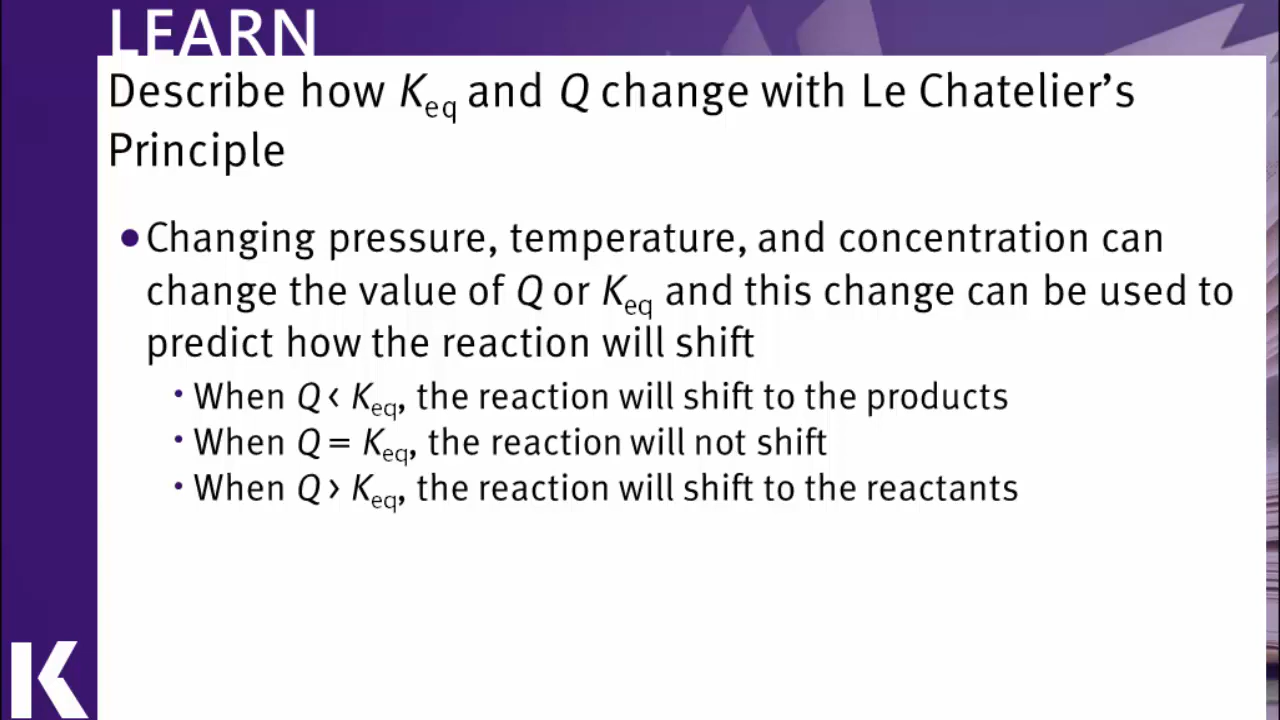 LEARN
Describe how Keq and Q change with Le Chatelier’s
Principle
•Changing pressure, temperature, and concentration can
change the value of Q or Keq and this change can be used to
predict how the reaction will shift
• When Q < Keq, the reaction will shift to the products
• When Q = Keq, the reaction will not shift
• When Q > Keq, the reaction will shift to the reactants
K